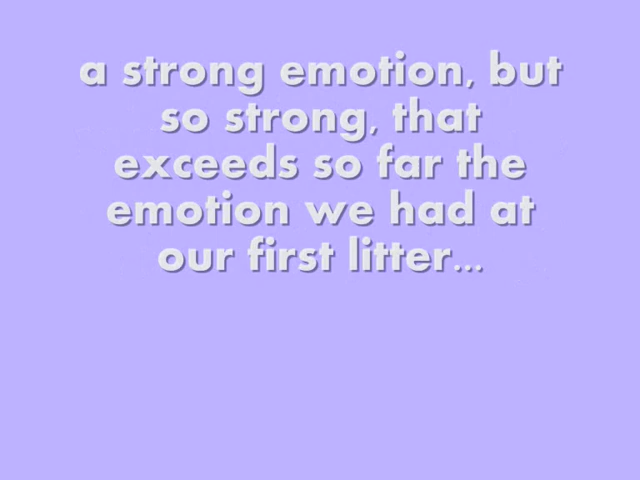 a strong emotion, but
so strong, that
exceeds so far the
emotion we had at
our first litter...